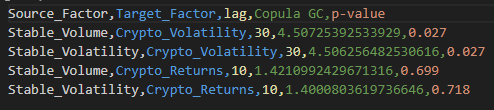 Source_Factor,Target_Factor,lag,Copula GC,p-value
Stable_Volume,Crypto_Volatility,30,4.50725392533929,0.027
Stable_Volatility,Crypto_Volatility,30,4.506256482530616,0.027
Stable_Volume,Crypto_Returns,10,1.4210992429671316,0.699
Stable_Volatility,Crypto_Returns,10,1.4000803619736646,0.718